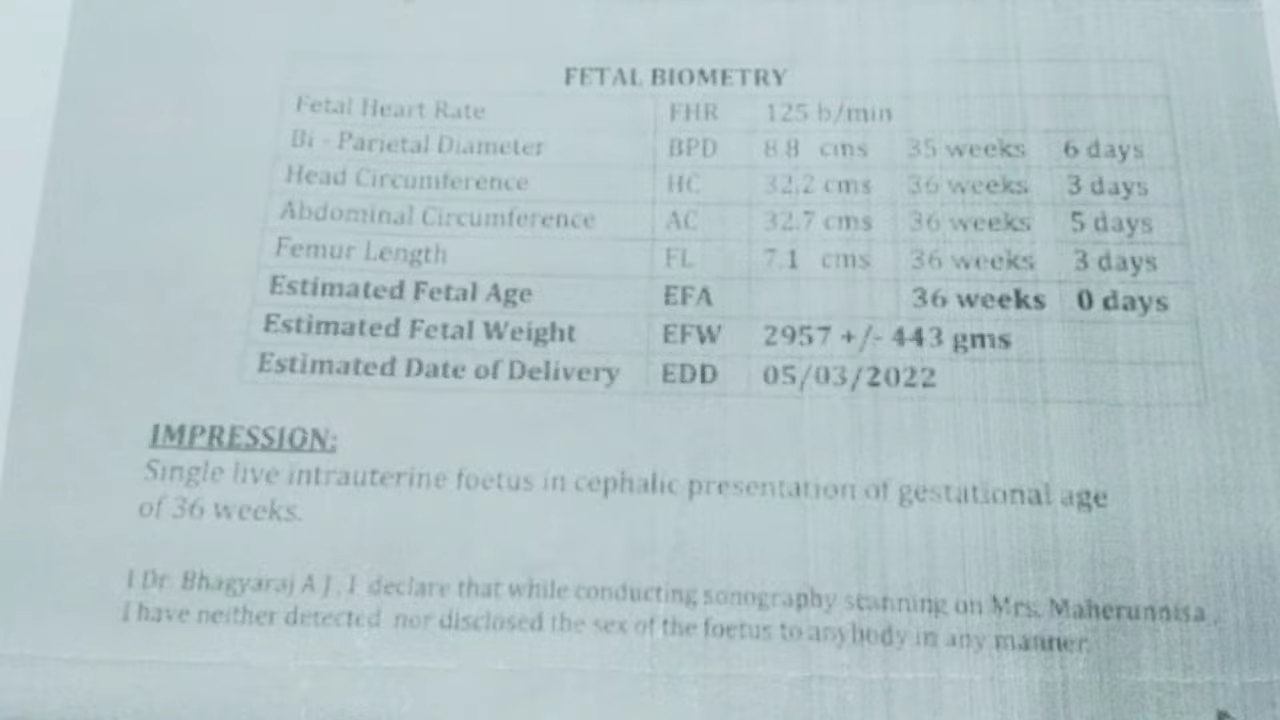 FETAL BIOMETRY
Fetal Heart Rate FHR 125 b/min
Bi - Parietal Diameter BPD 8.8 cms 35 weeks 6 days
Head Circumference HC 32.2 cms 36 weeks 3 days
Abdominal Circumference AC 32.7 cms 36 weeks 5 days
Femur Length FL 7.1 cms 36 weeks 3 days
Estimated Fetal Age EFA 36 weeks 0 days
Estimated Fetal Weight EFW 2957 +/- 443 gms
Estimated Date of Delivery EDD 05/03/2022
IMPRESSION:
Single live intrauterine foetus in cephalic presentation of gestational age
of 36 weeks.
I Dr. Bhagyaraj A J , I declare that while conducting sonography scanning on Mrs. Maherunnisa ,
I have neither detected nor disclosed the sex of the foetus to anybody in any manner.